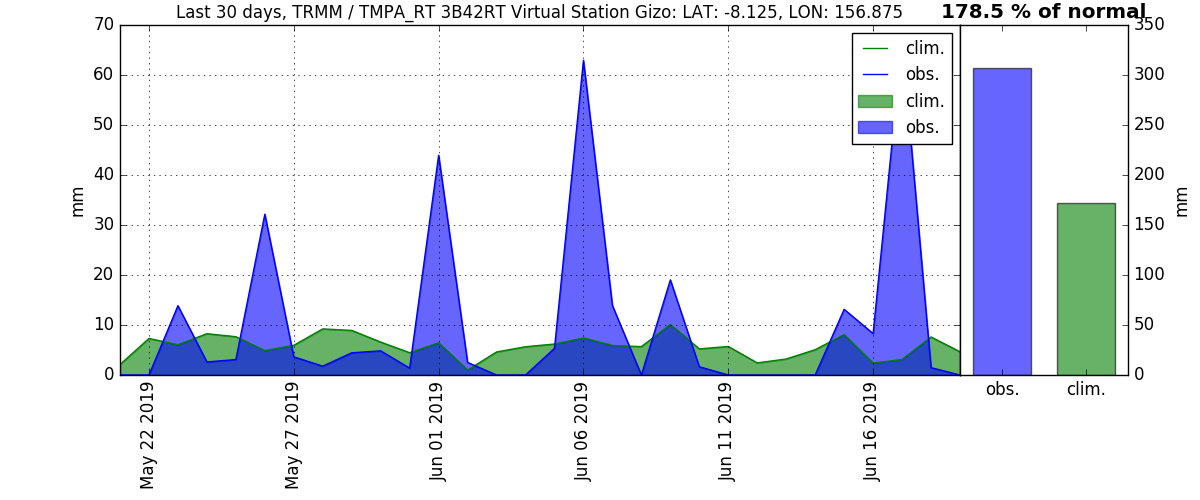 Last 30 days, TRMM / TMPA_RT 3B42RT Virtual Station Gizo: LAT: -8.125, LON: 156.875
178.5 % of normal
70
60
50
40
30
20
10
0
mm
clim.
obs.
clim.
obs.
May 22 2019
May 27 2019
Jun 01 2019
Jun 06 2019
Jun 11 2019
Jun 16 2019
350
300
250
200
150
100
50
0
mm
obs.
clim.